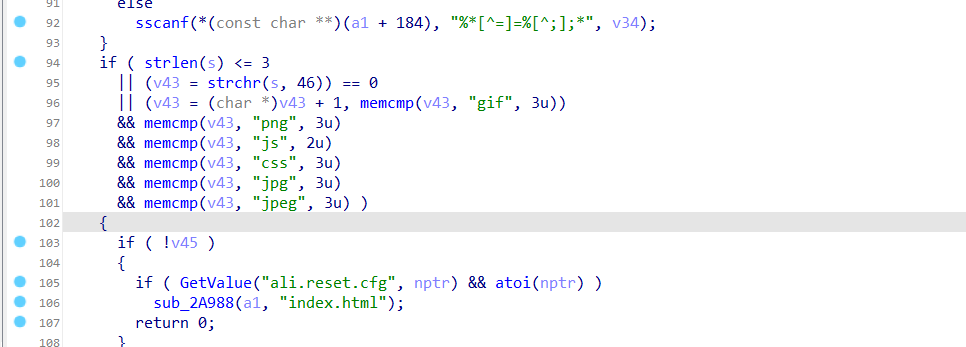 91 else
92 sscanf(*(const char **)(a1 + 184), "%*[^=]=%[^;];*", v34);
93 }
94 if ( strlen(s) <= 3
95 || (v43 = strchr(s, 46)) == 0
96 || (v43 = (char *)v43 + 1, memcmp(v43, "gif", 3u))
97 && memcmp(v43, "png", 3u)
98 && memcmp(v43, "js", 2u)
99 && memcmp(v43, "css", 3u)
100 && memcmp(v43, "jpg", 3u)
101 && memcmp(v43, "jpeg", 3u) )
102 {
103 if ( !v45 )
104 {
105 if ( GetValue("ali.reset.cfg", nptr) && atoi(nptr) )
106 sub_2A988(a1, "index.html");
107 return 0;
108 }